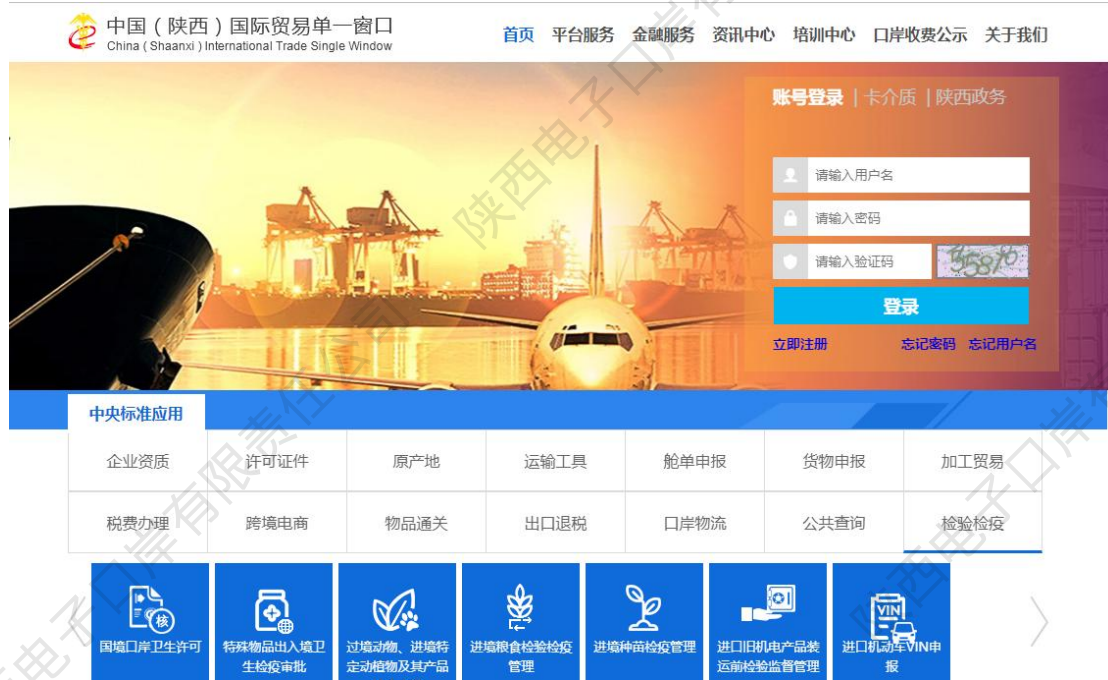 中国（陕西）国际贸易单一窗口
China ( Shaanxi ) International Trade Single Window
首页 平台服务 金融服务 资讯中心 培训中心 口岸收费公示 关于我们
账号登录 | 卡介质 | 陕西政务
请输入用户名
请输入密码
请输入验证码
登录
立即注册 忘记密码 忘记用户名
中央标准应用
企业资质 许可证件 原产地 运输工具 舱单申报 货物申报 加工贸易
税费办理 跨境电商 物品通关 出口退税 口岸物流 公共查询 检验检疫
核
VIN
国境口岸卫生许可
特殊物品出入境卫
生检疫审批
过境动物、进境特
定动植物及其产品
进境粮食检验检疫
管理
进境种苗检疫管理
进口旧机电产品装
运前检验监督管理
进口机动车VIN申
报
陕西电子口岸有限责任公司